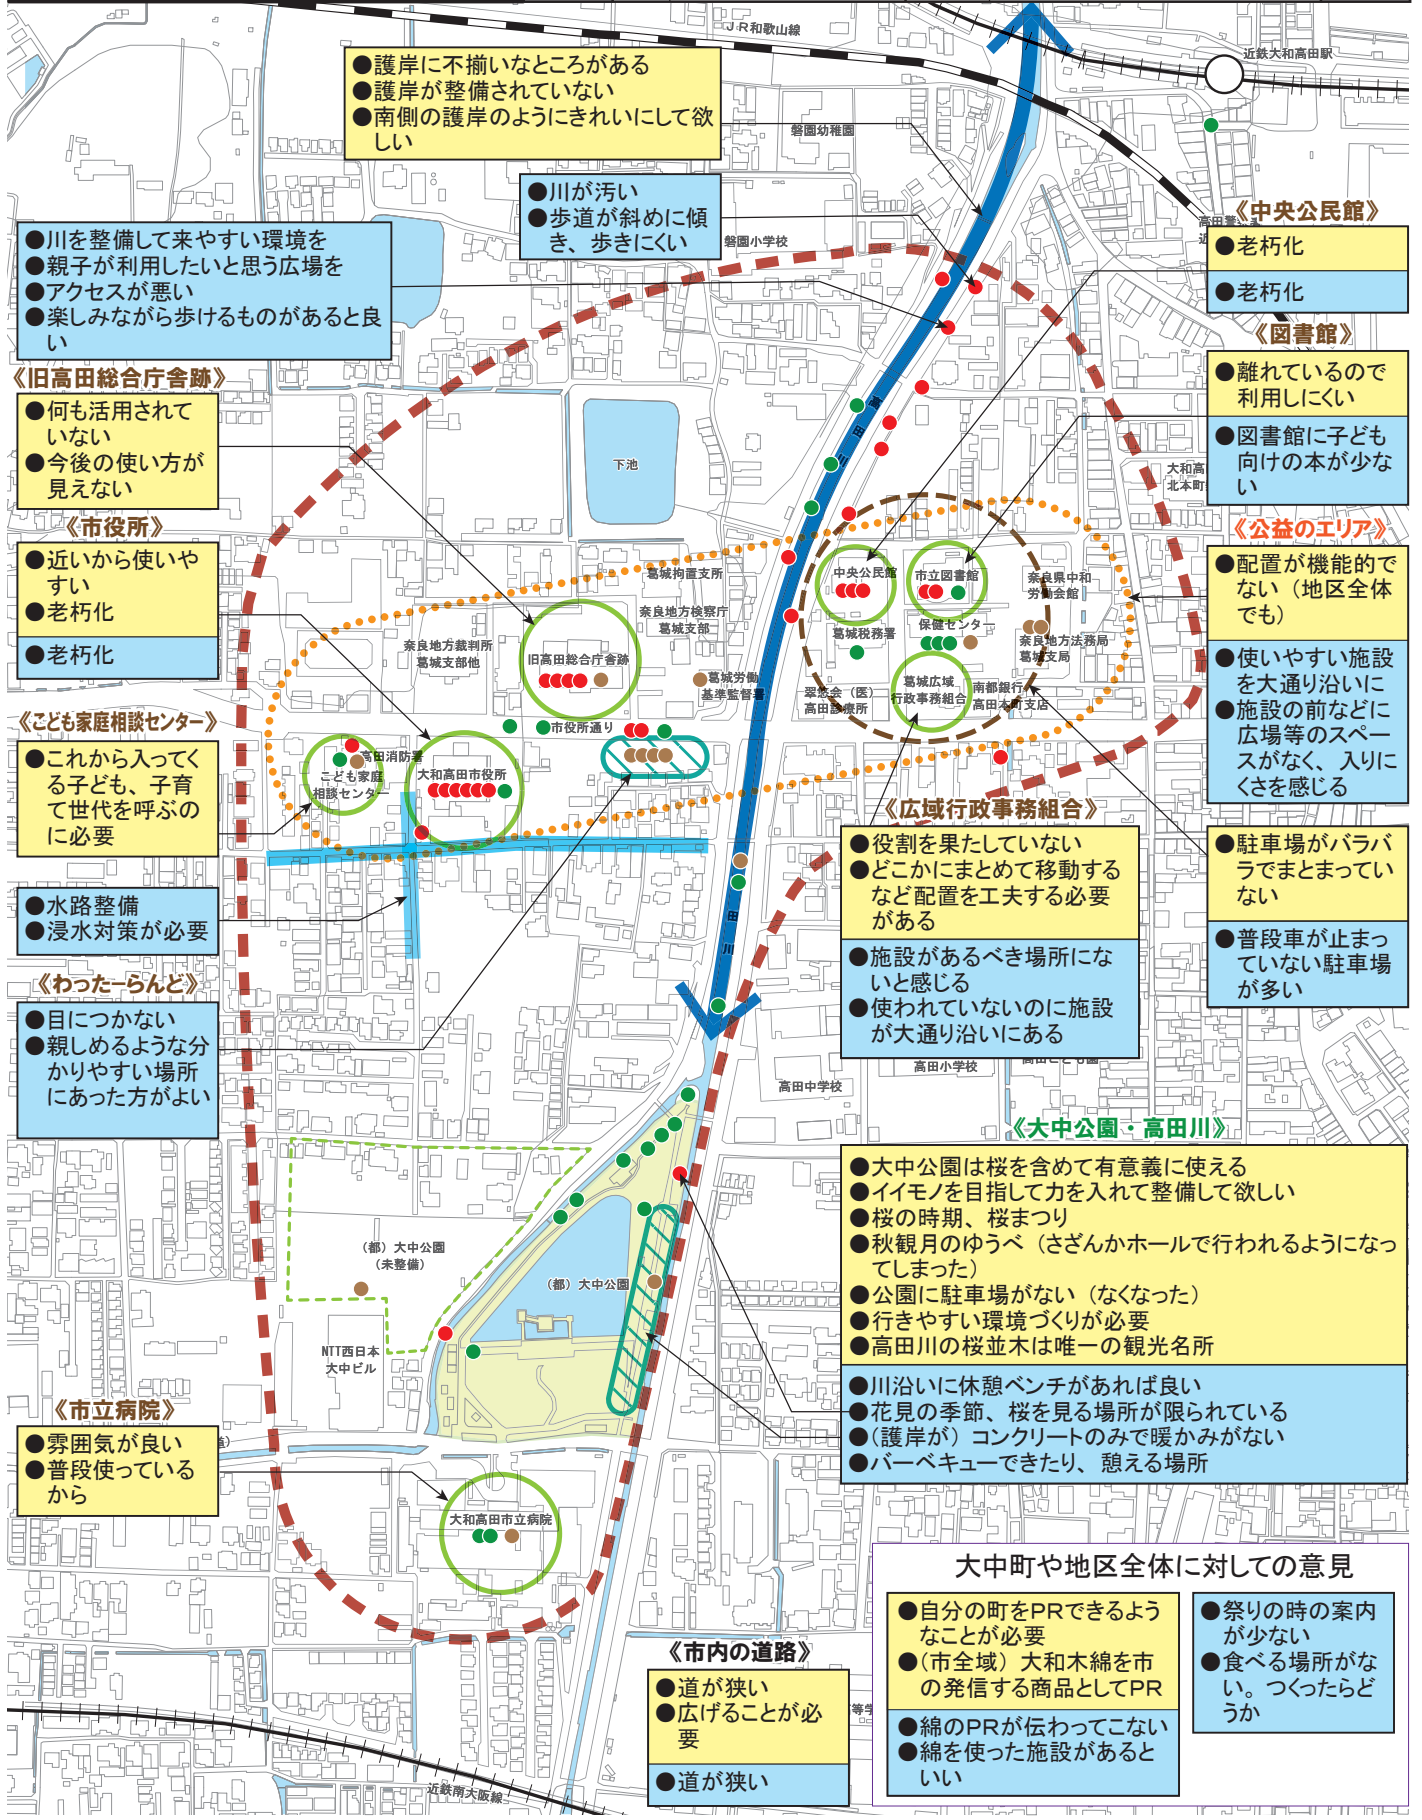 JR和歌山線
近鉄大和高田駅
●護岸に不揃いなところがある
●護岸が整備されていない
●南側の護岸のようにきれいにして欲
しい
磐園幼稚園
●川が汚い
●歩道が斜めに傾
き、歩きにくい
磐園小学校
●川を整備して来やすい環境を
●親子が利用したいと思う広場を
●アクセスが悪い
●楽しみながら歩けるものがあると良
い
《中央公民館》
●老朽化
●老朽化
《図書館》
●離れているので
利用しにくい
●図書館に子ども
向けの本が少な
い
《旧高田総合庁舎跡》
●何も活用されて
いない
●今後の使い方が
見えない
下池
高田川
大和高
北本町
《市役所》
●近いから使いや
すい
●老朽化
●老朽化
《公益のエリア》
●配置が機能的で
ない（地区全体
でも）
●使いやすい施設
を大通り沿いに
●施設の前などに
広場等のスペー
スがなく、入りに
くさを感じる
葛城拘置支所
奈良地方検察庁
葛城支部
奈良地方裁判所
葛城支部他
旧高田総合庁舎跡
葛城労働
基準監督署
中央公民館
市立図書館
奈良県中和
労働会館
葛城税務署
保健センター
奈良地方法務局
葛城支局
翠悠会（医）
高田診療所
葛城広域
行政事務組合
南都銀行
高田本町支店
市役所通り
《こども家庭相談センター》
●これから入ってく
る子ども、子育
て世代を呼ぶの
に必要
高田消防署
こども家庭
相談センター
大和高田市役所
《広域行政事務組合》
●役割を果たしていない
●どこかにまとめて移動する
など配置を工夫する必要
がある
●施設があるべき場所にな
いと感じる
●使われていないのに施設
が大通り沿いにある
●駐車場がバラバ
ラでまとまってい
ない
●普段車が止まっ
ていない駐車場
が多い
●水路整備
●浸水対策が必要
田川
《わったーらんど》
●目につかない
●親しめるような分
かりやすい場所
にあった方がよい
高田小学校
高田中学校
《大中公園・高田川》
●大中公園は桜を含めて有意義に使える
●イイモノを目指して力を入れて整備して欲しい
●桜の時期、桜まつり
●秋観月のゆうべ（さざんかホールで行われるようになっ
てしまった）
●公園に駐車場がない（なくなった）
●行きやすい環境づくりが必要
●高田川の桜並木は唯一の観光名所
●川沿いに休憩ベンチがあれば良い
●花見の季節、桜を見る場所が限られている
●（護岸が）コンクリートのみで暖かみがない
●バーベキューできたり、憩える場所
（都）大中公園
（未整備）
（都）大中公園
NTT西日本
大中ビル
《市立病院》
●雰囲気が良い
●普段使っている
から
大和高田市立病院
大中町や地区全体に対しての意見
●自分の町をPRできるよう
なことが必要
●（市全域）大和木綿を市
の発信する商品としてPR
●綿のPRが伝わってこない
●綿を使った施設があると
いい
●祭りの時の案内
が少ない
●食べる場所がな
い。つくったらど
うか
《市内の道路》
●道が狭い
●広げることが必
要
●道が狭い
近鉄南大阪線